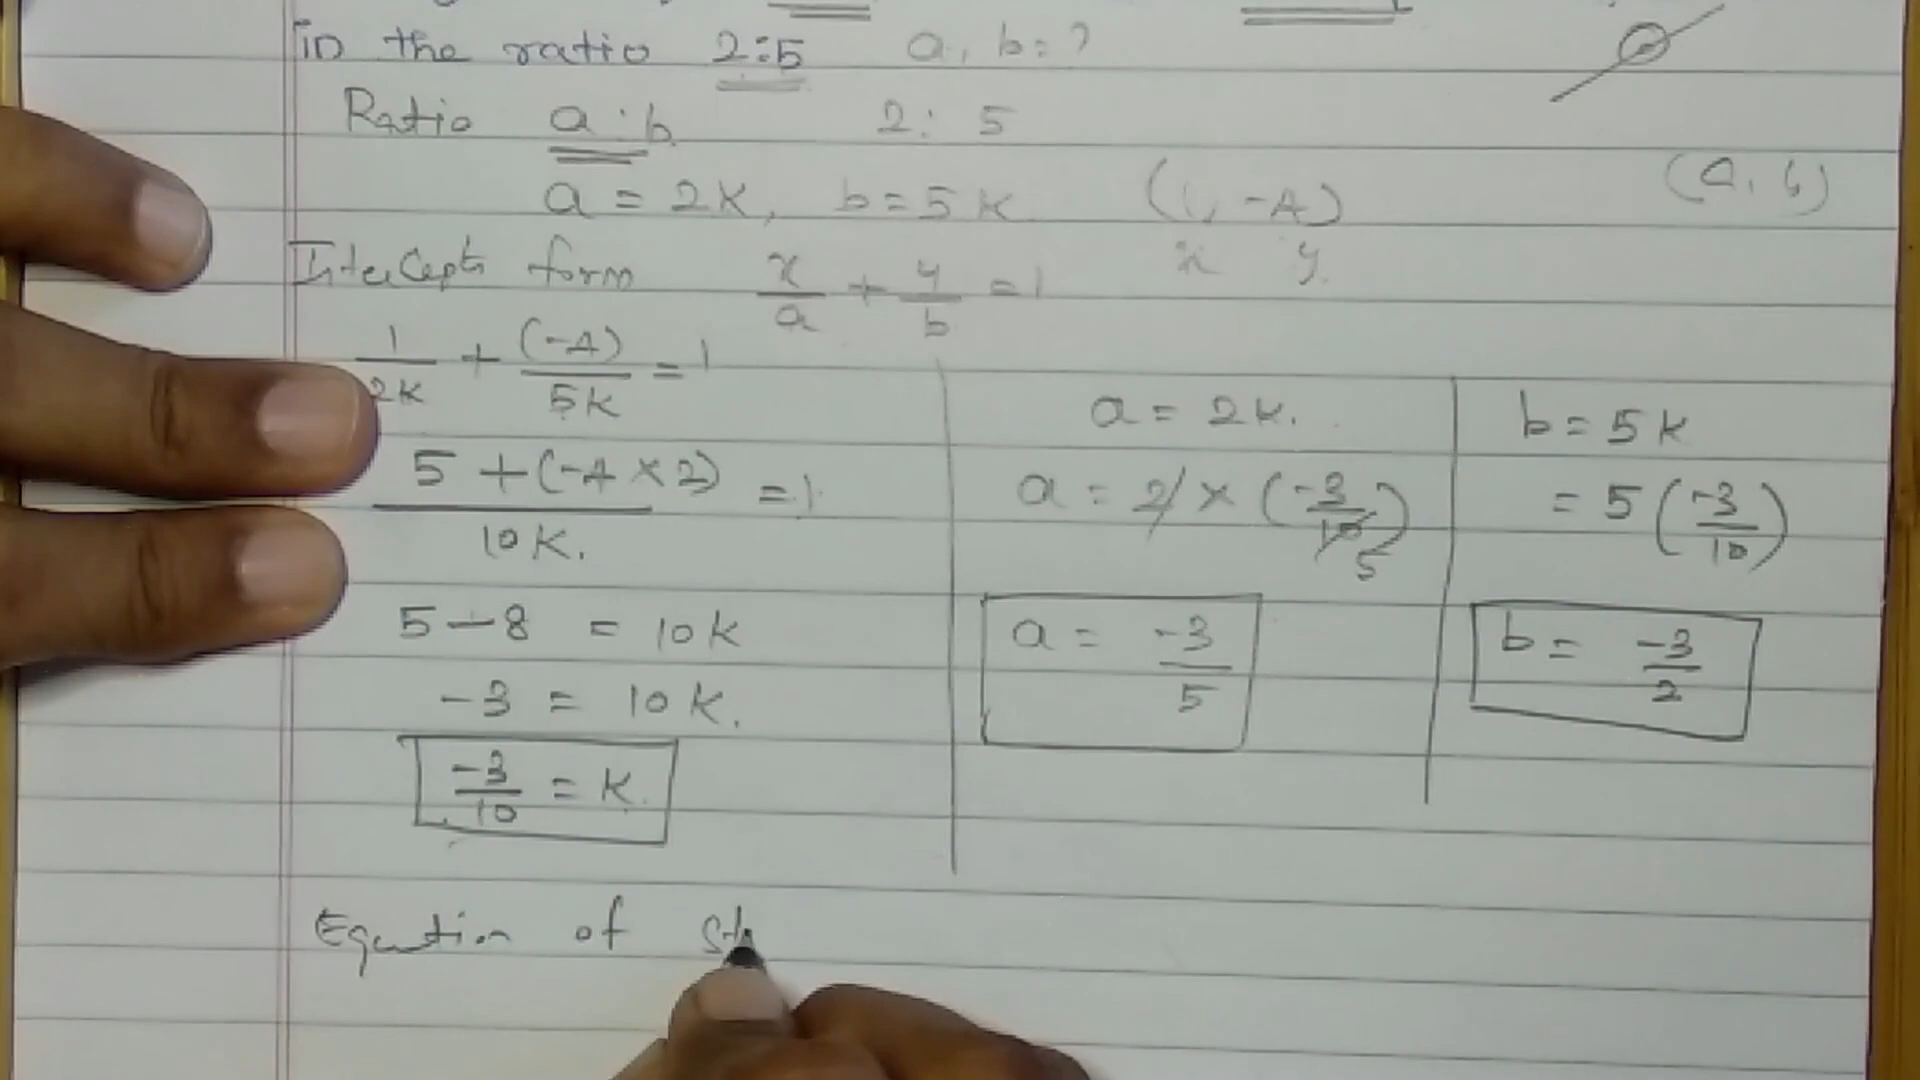 in the ratio 2:5 a, b = ?
Ratio a : b 2 : 5
a = 2k, b = 5k (1, -4) (a, b)
Intercepts form x/a + y/b = 1 x y
1/2k + (-4)/5k = 1
5 + (-4 x 2) / 10k. = 1
5 - 8 = 10k
-3 = 10k.
-3/10 = k.
a = 2k.
a = 2 x (-3/10) 5
a = -3/5
b = 5k
= 5 (-3/10)
b = -3/2
Equation of st